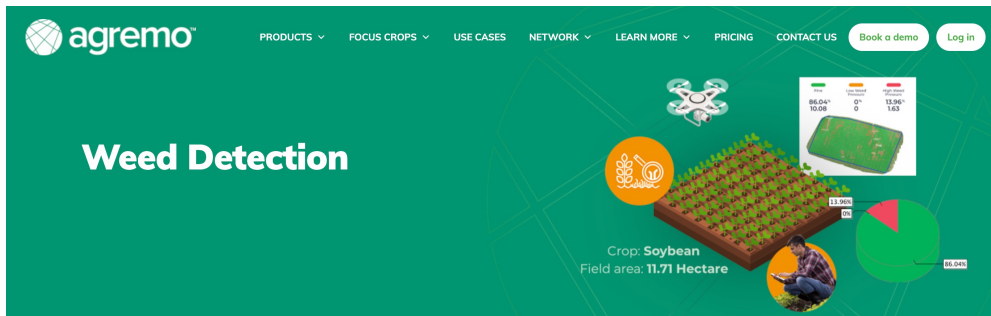 agremo™
PRODUCTS
FOCUS CROPS
USE CASES
NETWORK
LEARN MORE
PRICING
CONTACT US
Book a demo
Log in
Weed Detection
Fine
Low Weed Pressure
High Weed Pressure
86.04%
0%
13.96%
10.08
0
1.63
13.96%
0%
86.04%
Crop: Soybean
Field area: 11.71 Hectare